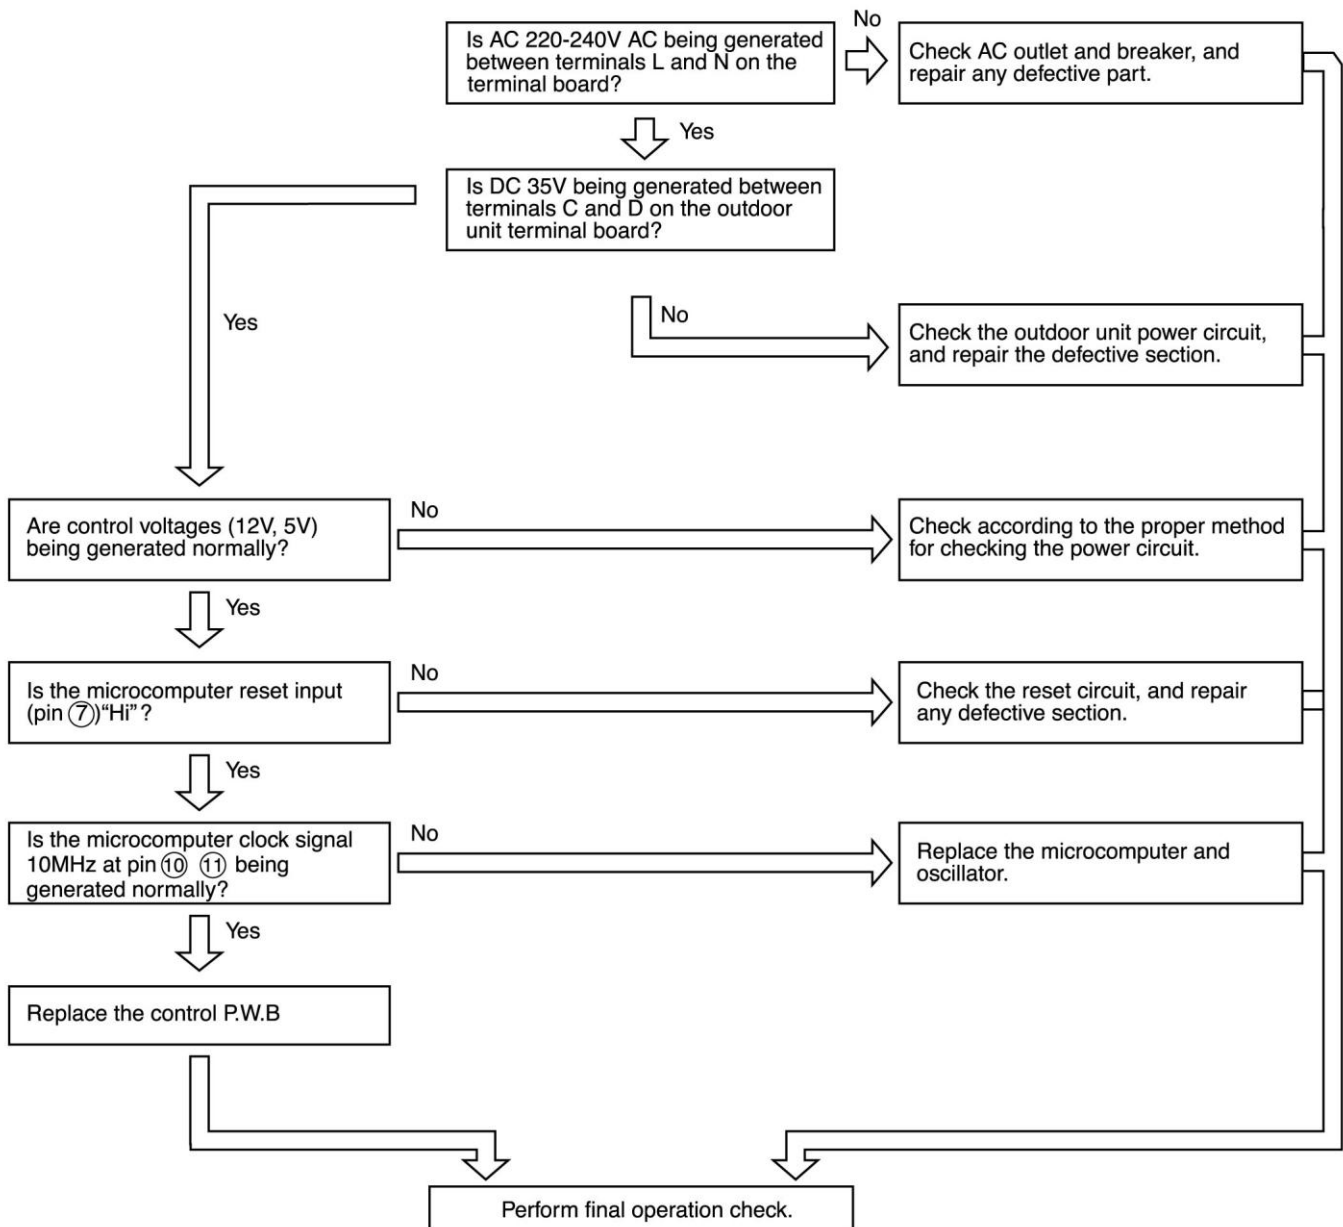 Is AC 220-240V AC being generated
between terminals L and N on the
terminal board?
No
Check AC outlet and breaker, and
repair any defective part.
Yes
Is DC 35V being generated between
terminals C and D on the outdoor
unit terminal board?
Yes
No
Check the outdoor unit power circuit,
and repair the defective section.
Are control voltages (12V, 5V)
being generated normally?
No
Check according to the proper method
for checking the power circuit.
Yes
Is the microcomputer reset input
(pin ⑦)“Hi”?
No
Check the reset circuit, and repair
any defective section.
Yes
Is the microcomputer clock signal
10MHz at pin ⑩ ⑪ being
generated normally?
No
Replace the microcomputer and
oscillator.
Yes
Replace the control P.W.B
Perform final operation check.